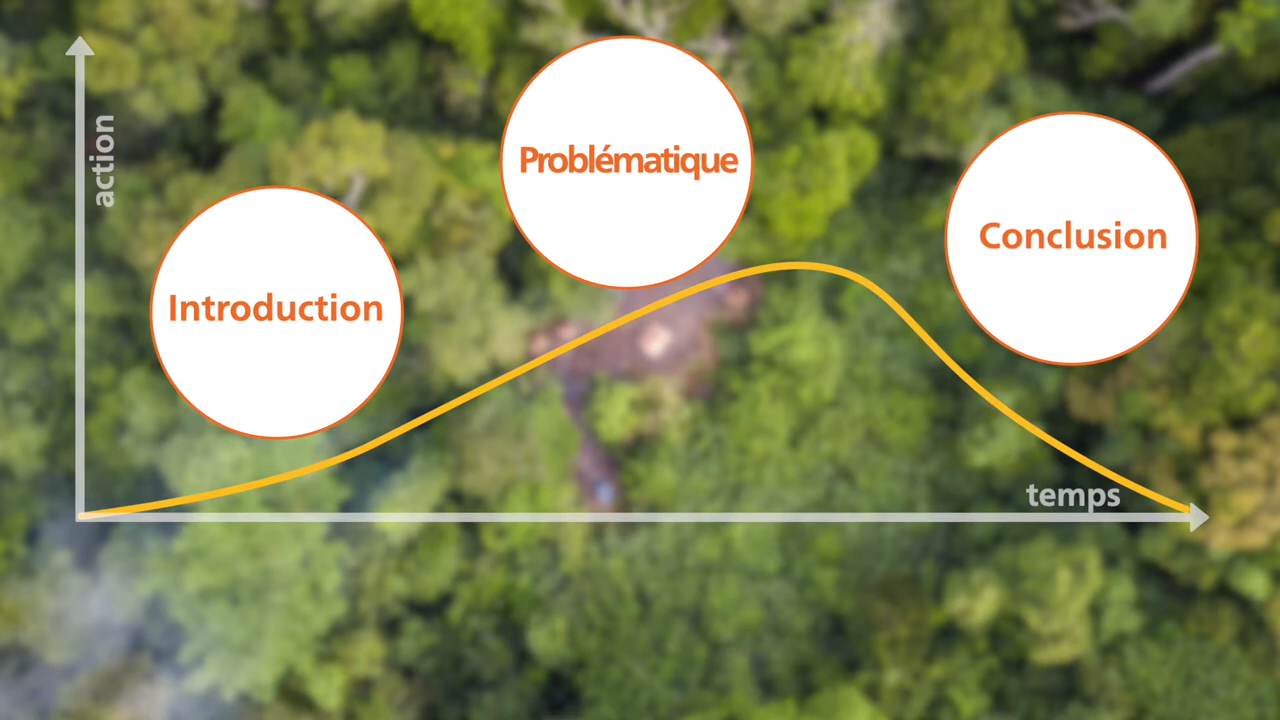 action
Introduction
Problématique
Conclusion
temps